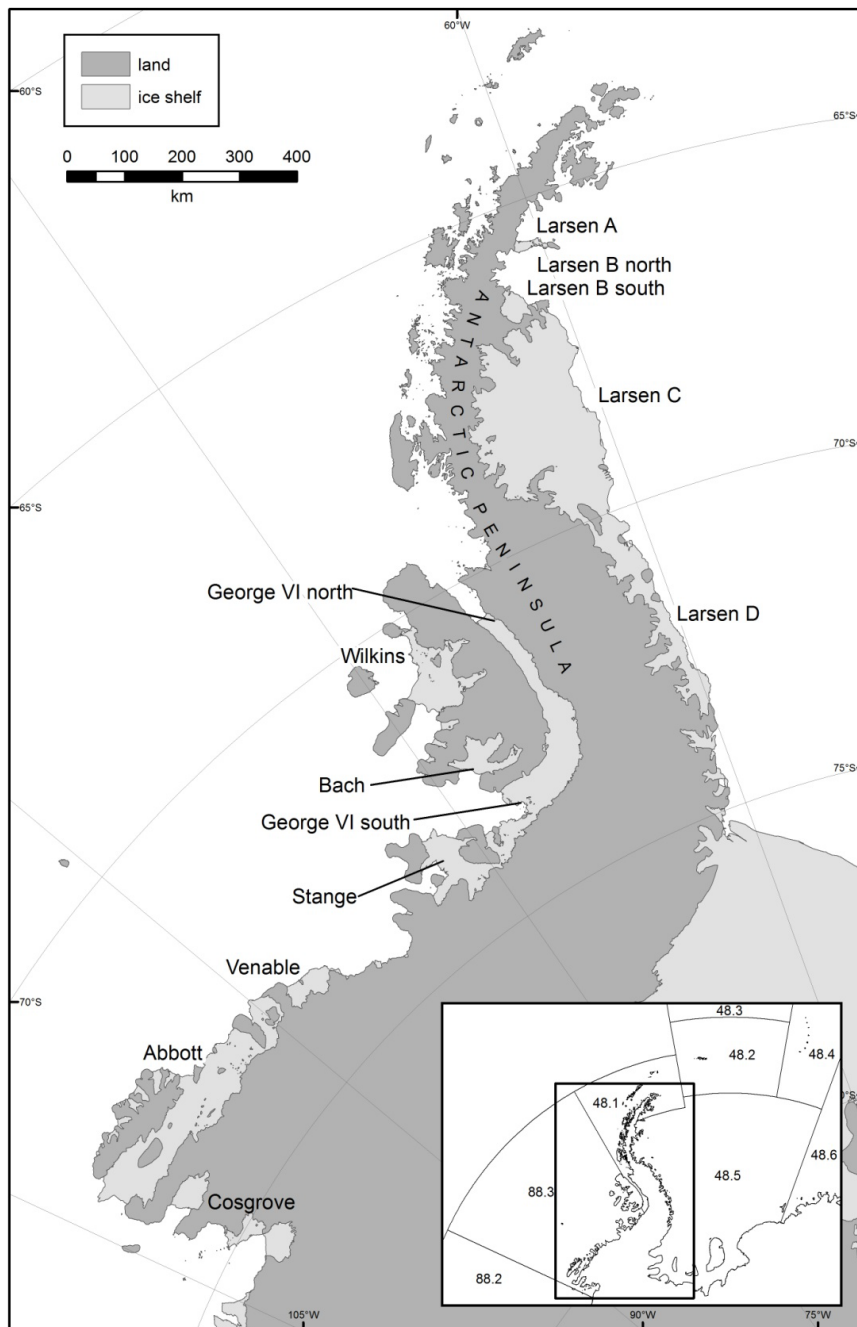 60°W
60°S
65°S
land
ice shelf
0 100 200 300 400
km
Larsen A
Larsen B north
Larsen B south
ANTARCTIC PENINSULA
Larsen C
70°S
65°S
George VI north
Larsen D
Wilkins
75°S
Bach
George VI south
Stange
Venable
70°S
48.3
48.2
48.4
Abbott
48.1
48.5
48.6
88.3
Cosgrove
88.2
105°W
90°W
75°W